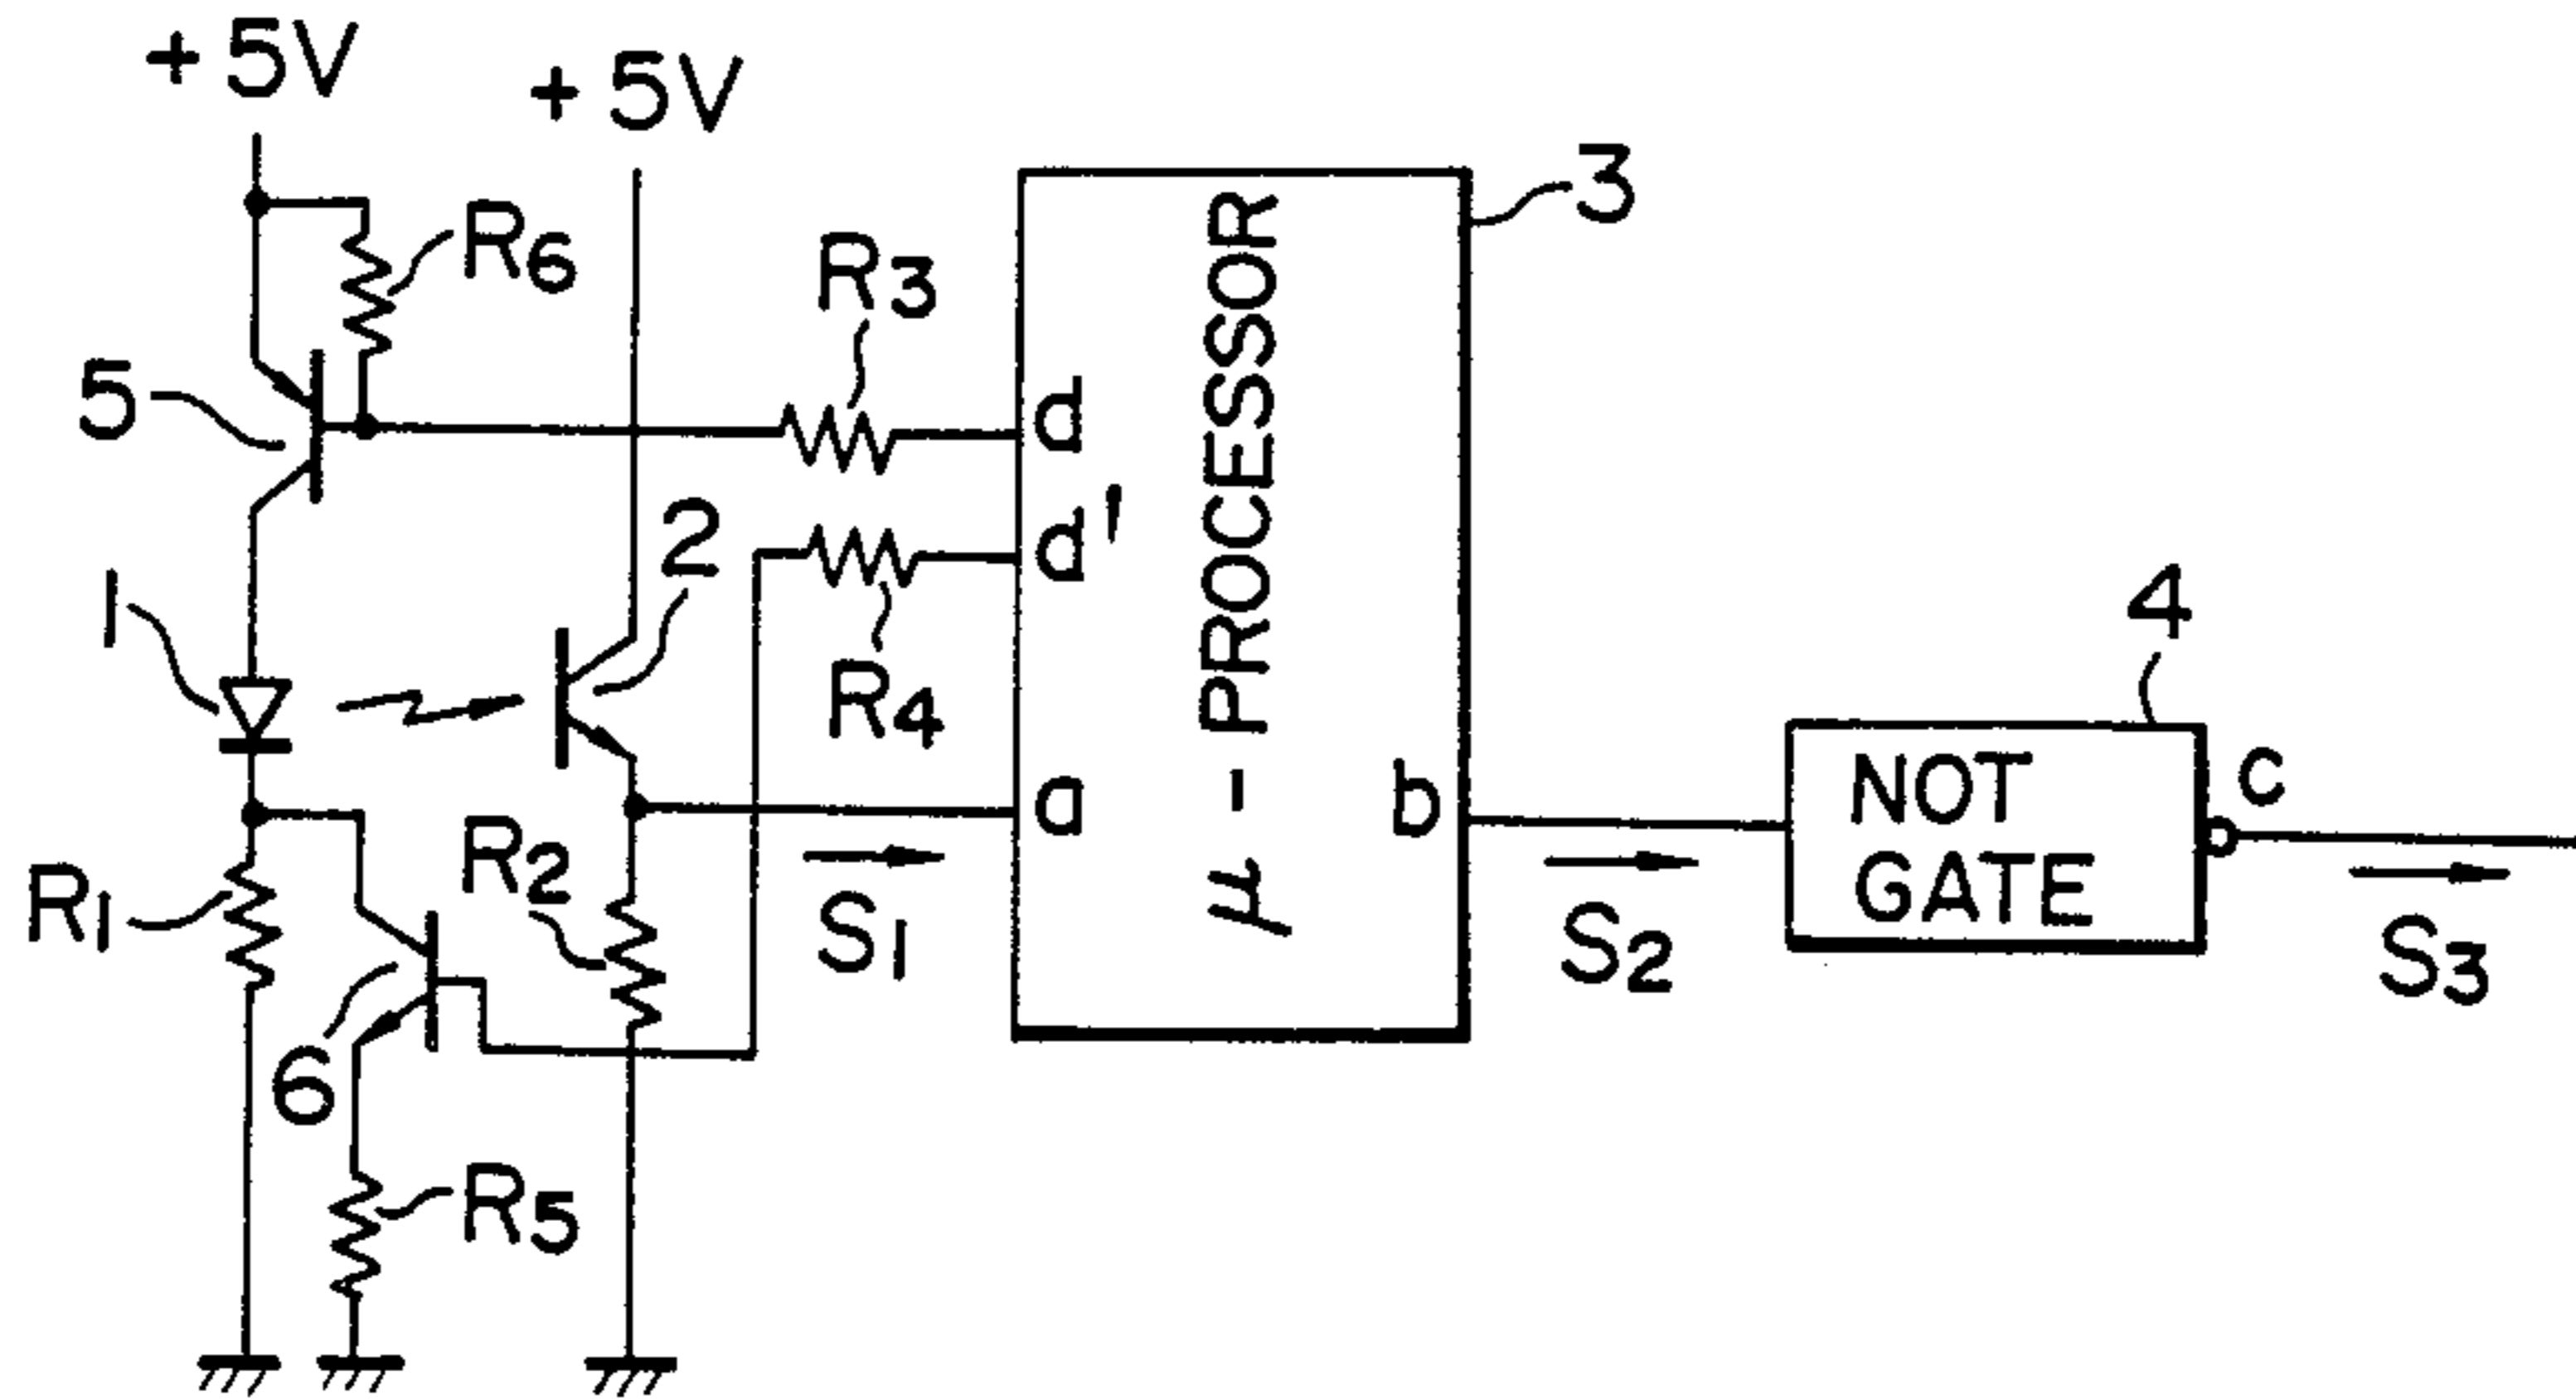 +5V
+5V
R6
R3
3
5
d
d'
2
1
R4
4
μ-PROCESSOR
a
b
NOT
GATE
c
R1
R2
S1
S2
S3
6
R5